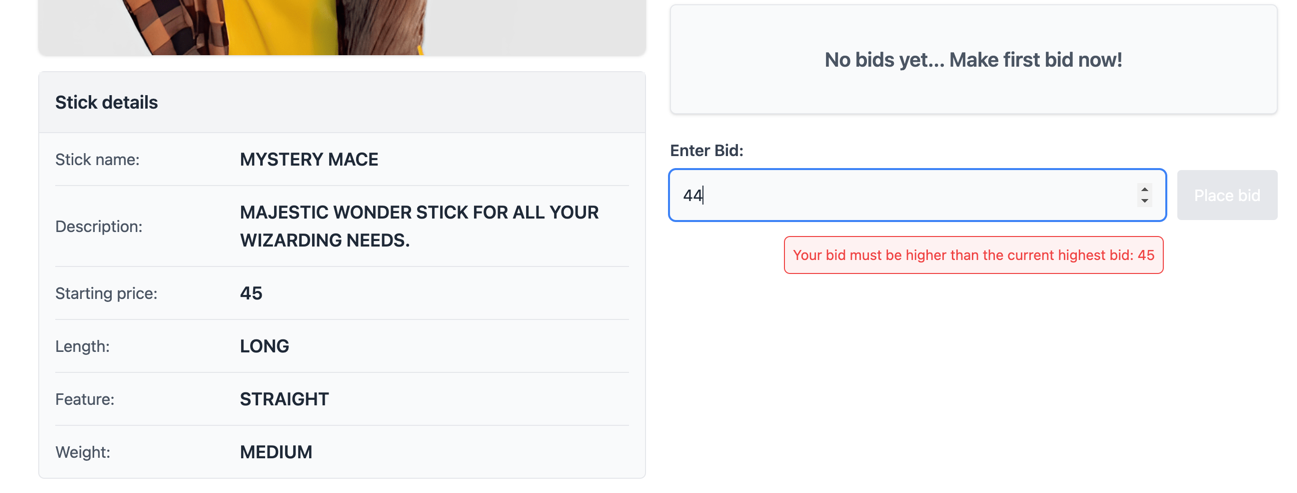 Stick details
Stick name: MYSTERY MACE
Description: MAJESTIC WONDER STICK FOR ALL YOUR
WIZARDING NEEDS.
Starting price: 45
Length: LONG
Feature: STRAIGHT
Weight: MEDIUM
No bids yet... Make first bid now!
Enter Bid:
44 Place bid
Your bid must be higher than the current highest bid: 45